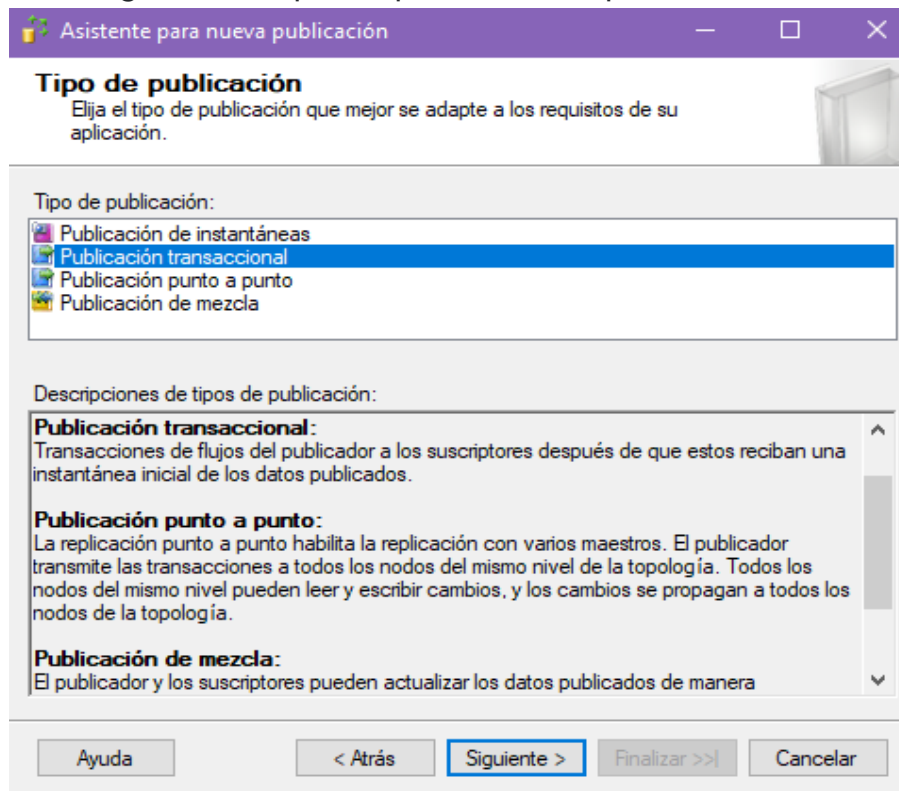 Asistente para nueva publicación
Tipo de publicación
Elija el tipo de publicación que mejor se adapte a los requisitos de su
aplicación.
Tipo de publicación:
Publicación de instantáneas
Publicación transaccional
Publicación punto a punto
Publicación de mezcla
Descripciones de tipos de publicación:
Publicación transaccional:
Transacciones de flujos del publicador a los suscriptores después de que estos reciban una
instantánea inicial de los datos publicados.
Publicación punto a punto:
La replicación punto a punto habilita la replicación con varios maestros. El publicador
transmite las transacciones a todos los nodos del mismo nivel de la topología. Todos los
nodos del mismo nivel pueden leer y escribir cambios, y los cambios se propagan a todos los
nodos de la topología.
Publicación de mezcla:
El publicador y los suscriptores pueden actualizar los datos publicados de manera
Ayuda
< Atrás
Siguiente >
Finalizar >>|
Cancelar